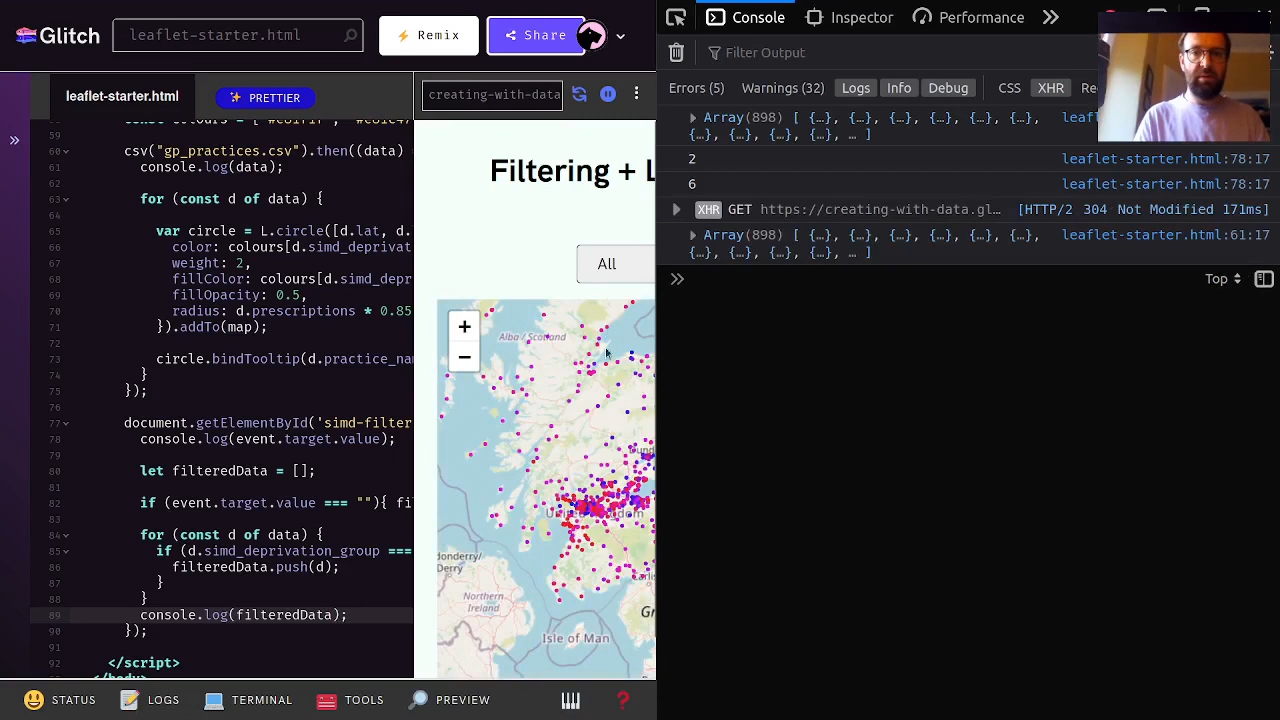 Glitch
leaflet-starter.html
⚡ Remix
Share
leaflet-starter.html
PRETTIER
creating-with-data
59
60 csv("gp_practices.csv").then((data)
61 console.log(data);
62
63 for (const d of data) {
64
65 var circle = L.circle([d.lat, d.
66 color: colours[d.simd_deprivat
67 weight: 2,
68 fillColor: colours[d.simd_depr
69 fillOpacity: 0.5,
70 radius: d.prescriptions * 0.85
71 }).addTo(map);
72
73 circle.bindTooltip(d.practice_na
74 }
75 });
76
77 document.getElementById('simd-filter
78 console.log(event.target.value);
79
80 let filteredData = [];
81
82 if (event.target.value === ""){ fi
83
84 for (const d of data) {
85 if (d.simd_deprivation_group ===
86 filteredData.push(d);
87 }
88 }
89 console.log(filteredData);
90 });
91
92 </script>
Filtering + L
All
+
−
Alba / Scotland
United Kingdom
Northern
Ireland
Isle of Man
STATUS
LOGS
TERMINAL
TOOLS
PREVIEW
?
Console
Inspector
Performance
Filter Output
Errors (5)
Warnings (32)
Logs
Info
Debug
CSS
XHR
Re
Array(898) [ {…}, {…}, {…}, {…}, {…}, {…},
{…}, {…}, {…}, {…}, … ]
2 leaflet-starter.html:78:17
6 leaflet-starter.html:78:17
XHR GET https://creating-with-data.gl… [HTTP/2 304 Not Modified 171ms]
Array(898) [ {…}, {…}, {…}, {…}, {…}, {…}, leaflet-starter.html:61:17
{…}, {…}, {…}, {…}, … ]
Top